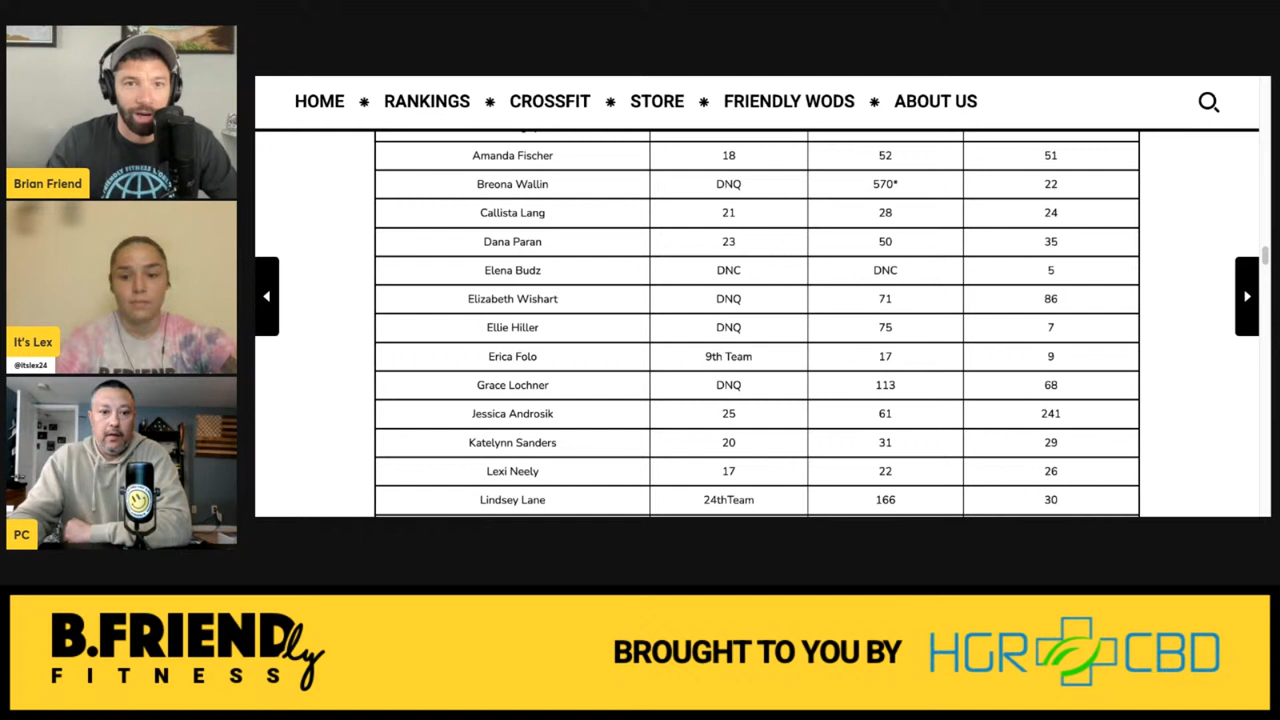 Brian Friend
It's Lex
@itslex24
PC
HOME * RANKINGS * CROSSFIT * STORE * FRIENDLY WODS * ABOUT US
Amanda Fischer 18 52 51
Breona Wallin DNQ 570* 22
Callista Lang 21 28 24
Dana Paran 23 50 35
Elena Budz DNC DNC 5
Elizabeth Wishart DNQ 71 86
Ellie Hiller DNQ 75 7
Erica Folo 9th Team 17 9
Grace Lochner DNQ 113 68
Jessica Androsik 25 61 241
Katelynn Sanders 20 31 29
Lexi Neely 17 22 26
Lindsey Lane 24thTeam 166 30
B.FRIENDly
FITNESS
BROUGHT TO YOU BY
HGR CBD